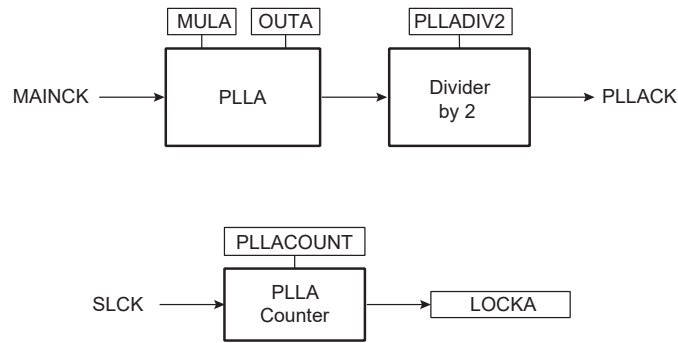 MULA OUTA PLLADIV2
MAINCK PLLA Divider by 2 PLLACK
PLLACOUNT
SLCK PLLA Counter LOCKA